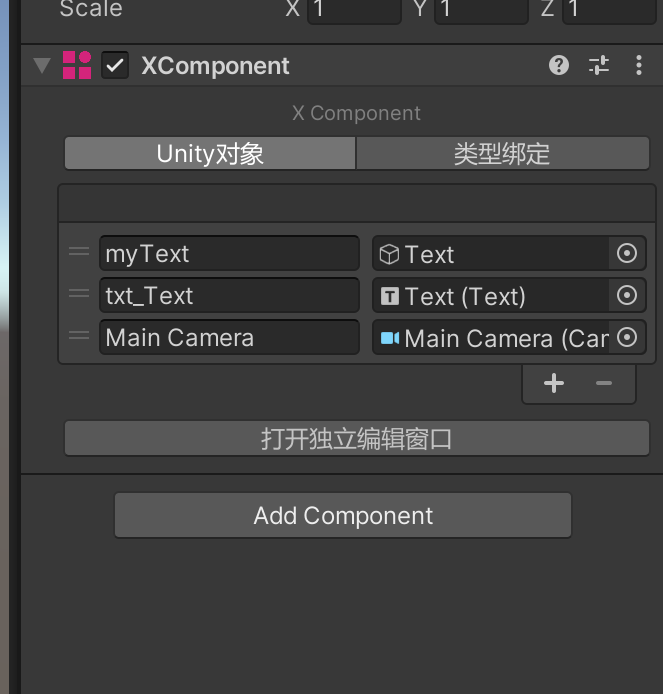 Scale X 1 Y 1 Z 1
XComponent
X Component
Unity对象 类型绑定
myText Text
txt_Text Text (Text)
Main Camera Main Camera (Car
打开独立编辑窗口
Add Component